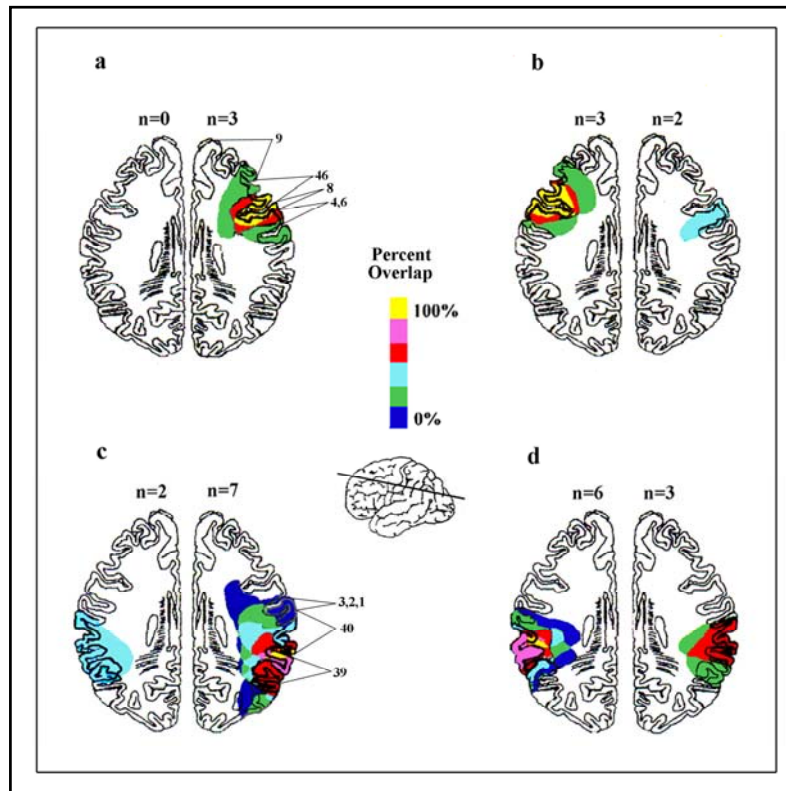 a
b
n=0 n=3
n=3 n=2
9
46
8
4,6
Percent
Overlap
100%
0%
c
d
n=2 n=7
n=6 n=3
3,2,1
40
39